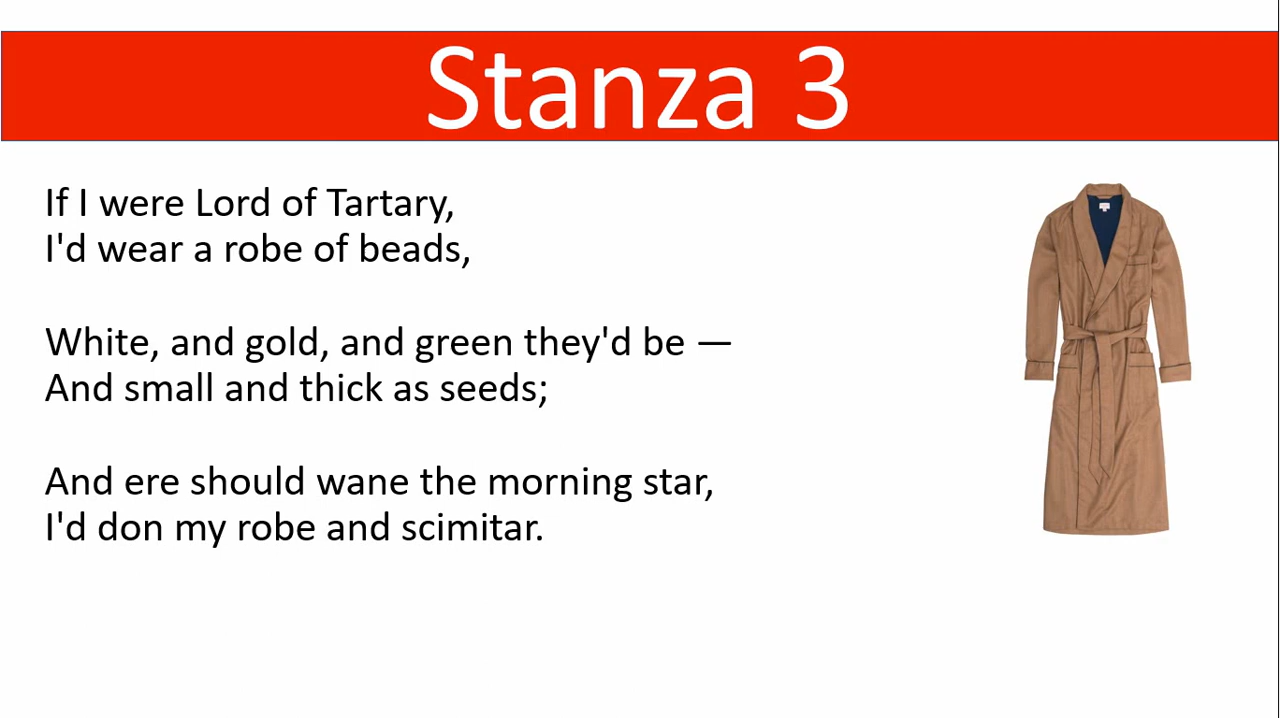 Stanza 3
If I were Lord of Tartary,
I'd wear a robe of beads,
White, and gold, and green they'd be —
And small and thick as seeds;
And ere should wane the morning star,
I'd don my robe and scimitar.